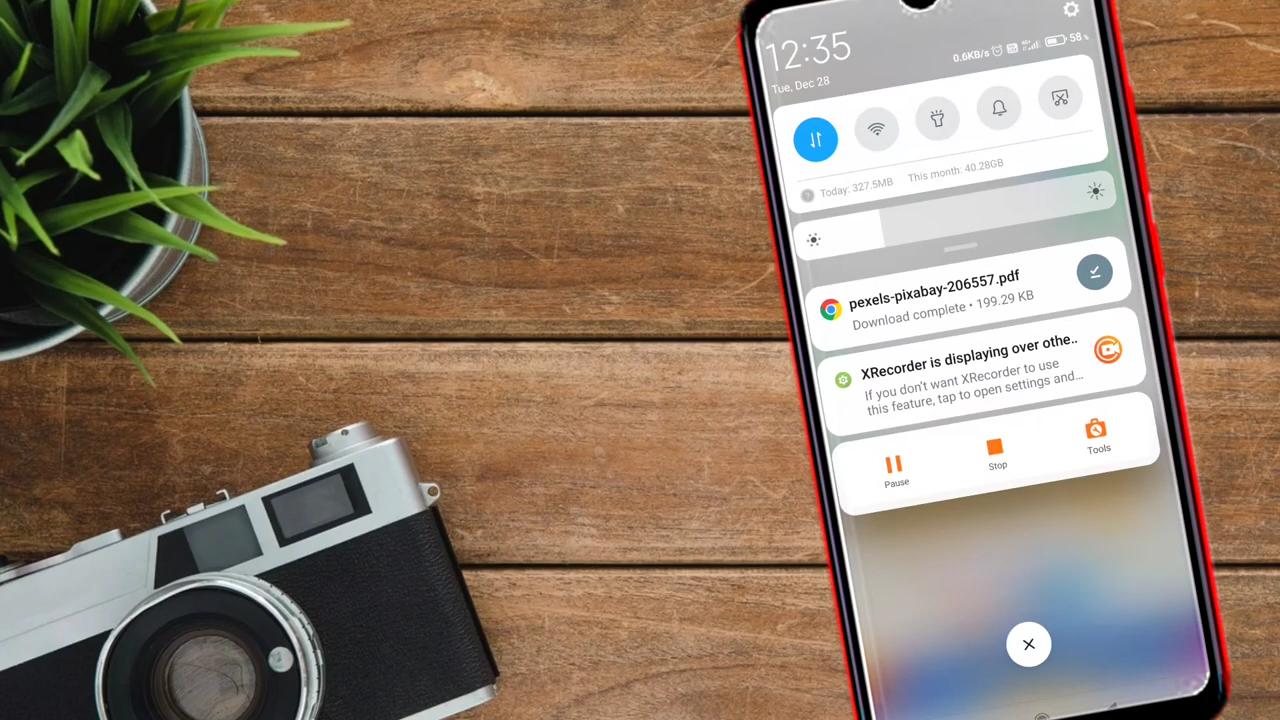 12:35
0.6KB/s 58
Tue, Dec 28
Today: 327.5MB This month: 40.28GB
pexels-pixabay-206557.pdf
Download complete • 199.29 KB
XRecorder is displaying over othe..
If you don't want XRecorder to use
this feature, tap to open settings and...
Pause
Stop
Tools